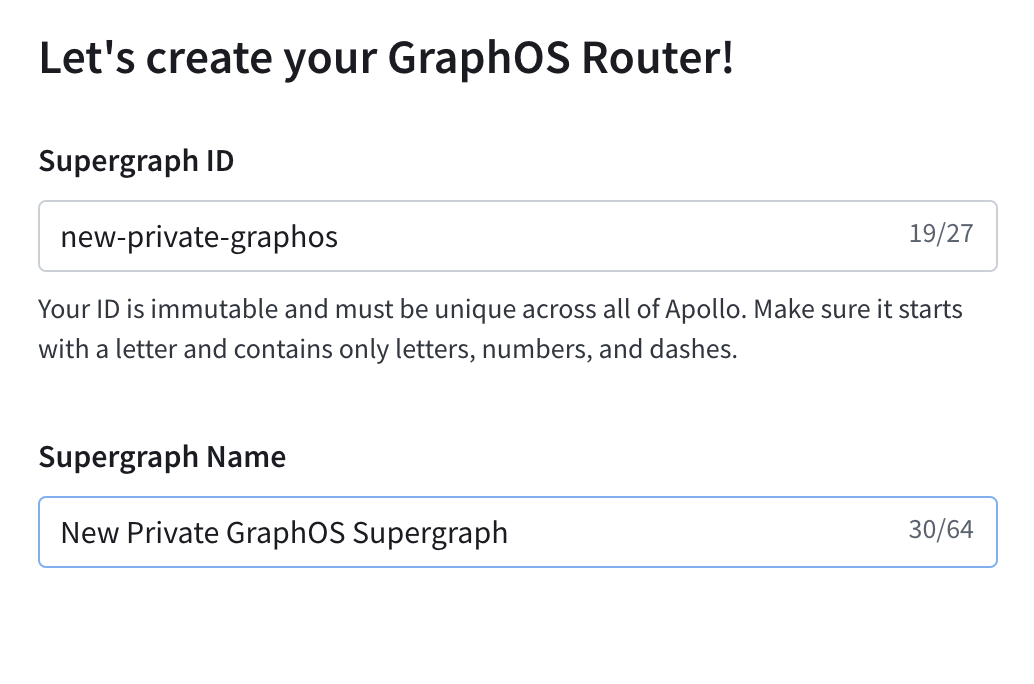 Let's create your GraphOS Router!
Supergraph ID
new-private-graphos
19/27
Your ID is immutable and must be unique across all of Apollo. Make sure it starts
with a letter and contains only letters, numbers, and dashes.
Supergraph Name
New Private GraphOS Supergraph
30/64